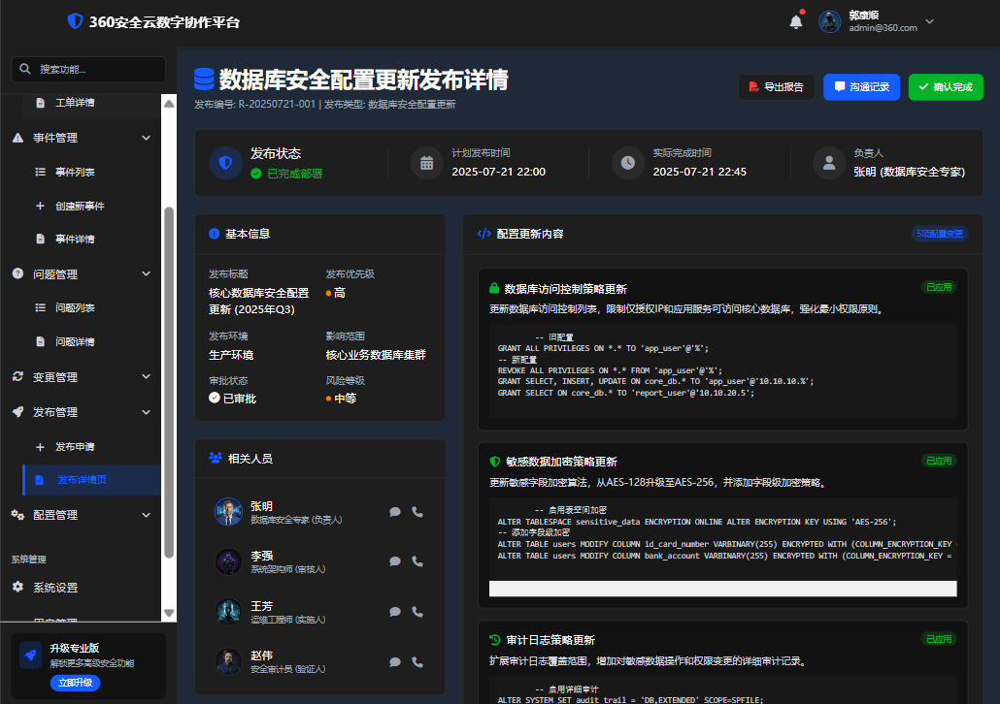 360安全云数字协作平台
郭康顺
admin@360.com
搜索功能...
工单详情
事件管理
事件列表
创建新事件
事件详情
问题管理
问题列表
问题详情
变更管理
发布管理
发布申请
发布详情页
配置管理
系统管理
系统设置
升级专业版
解锁更多高级安全功能
立即升级
数据库安全配置更新发布详情
发布编号: R-20250721-001 | 发布类型: 数据库安全配置更新
导出报告
沟通记录
确认完成
发布状态
已完成部署
计划发布时间
2025-07-21 22:00
实际完成时间
2025-07-21 22:45
负责人
张明 (数据库安全专家)
基本信息
发布标题
核心数据库安全配置
更新 (2025年Q3)
发布优先级
高
发布环境
生产环境
影响范围
核心业务数据库集群
审批状态
已审批
风险等级
中等
相关人员
张明
数据库安全专家 (负责人)
李强
系统架构师 (审核人)
王芳
运维工程师 (实施人)
赵伟
安全审计员 (验证人)
配置更新内容
5项配置变更
数据库访问控制策略更新
已应用
更新数据库访问控制列表，限制仅授权IP和应用服务可访问核心数据库，强化最小权限原则。
-- 旧配置
GRANT ALL PRIVILEGES ON *.* TO 'app_user'@'%';
-- 新配置
REVOKE ALL PRIVILEGES ON *.* FROM 'app_user'@'%';
GRANT SELECT, INSERT, UPDATE ON core_db.* TO 'app_user'@'10.10.10.%';
GRANT SELECT ON core_db.* TO 'report_user'@'10.10.20.5';
敏感数据加密策略更新
已应用
更新敏感字段加密算法，从AES-128升级至AES-256，并添加字段级加密策略。
-- 启用表空间加密
ALTER TABLESPACE sensitive_data ENCRYPTION ONLINE ALTER ENCRYPTION KEY USING 'AES-256';
-- 添加字段级加密
ALTER TABLE users MODIFY COLUMN id_card_number VARBINARY(255) ENCRYPTED WITH (COLUMN_ENCRYPTION_KEY
ALTER TABLE users MODIFY COLUMN bank_account VARBINARY(255) ENCRYPTED WITH (COLUMN_ENCRYPTION_KEY =
审计日志策略更新
已应用
扩展审计日志覆盖范围，增加对敏感数据操作和权限变更的详细审计记录。
-- 启用详细审计
ALTER SYSTEM SET audit_trail = 'DB,EXTENDED' SCOPE=SPFILE;